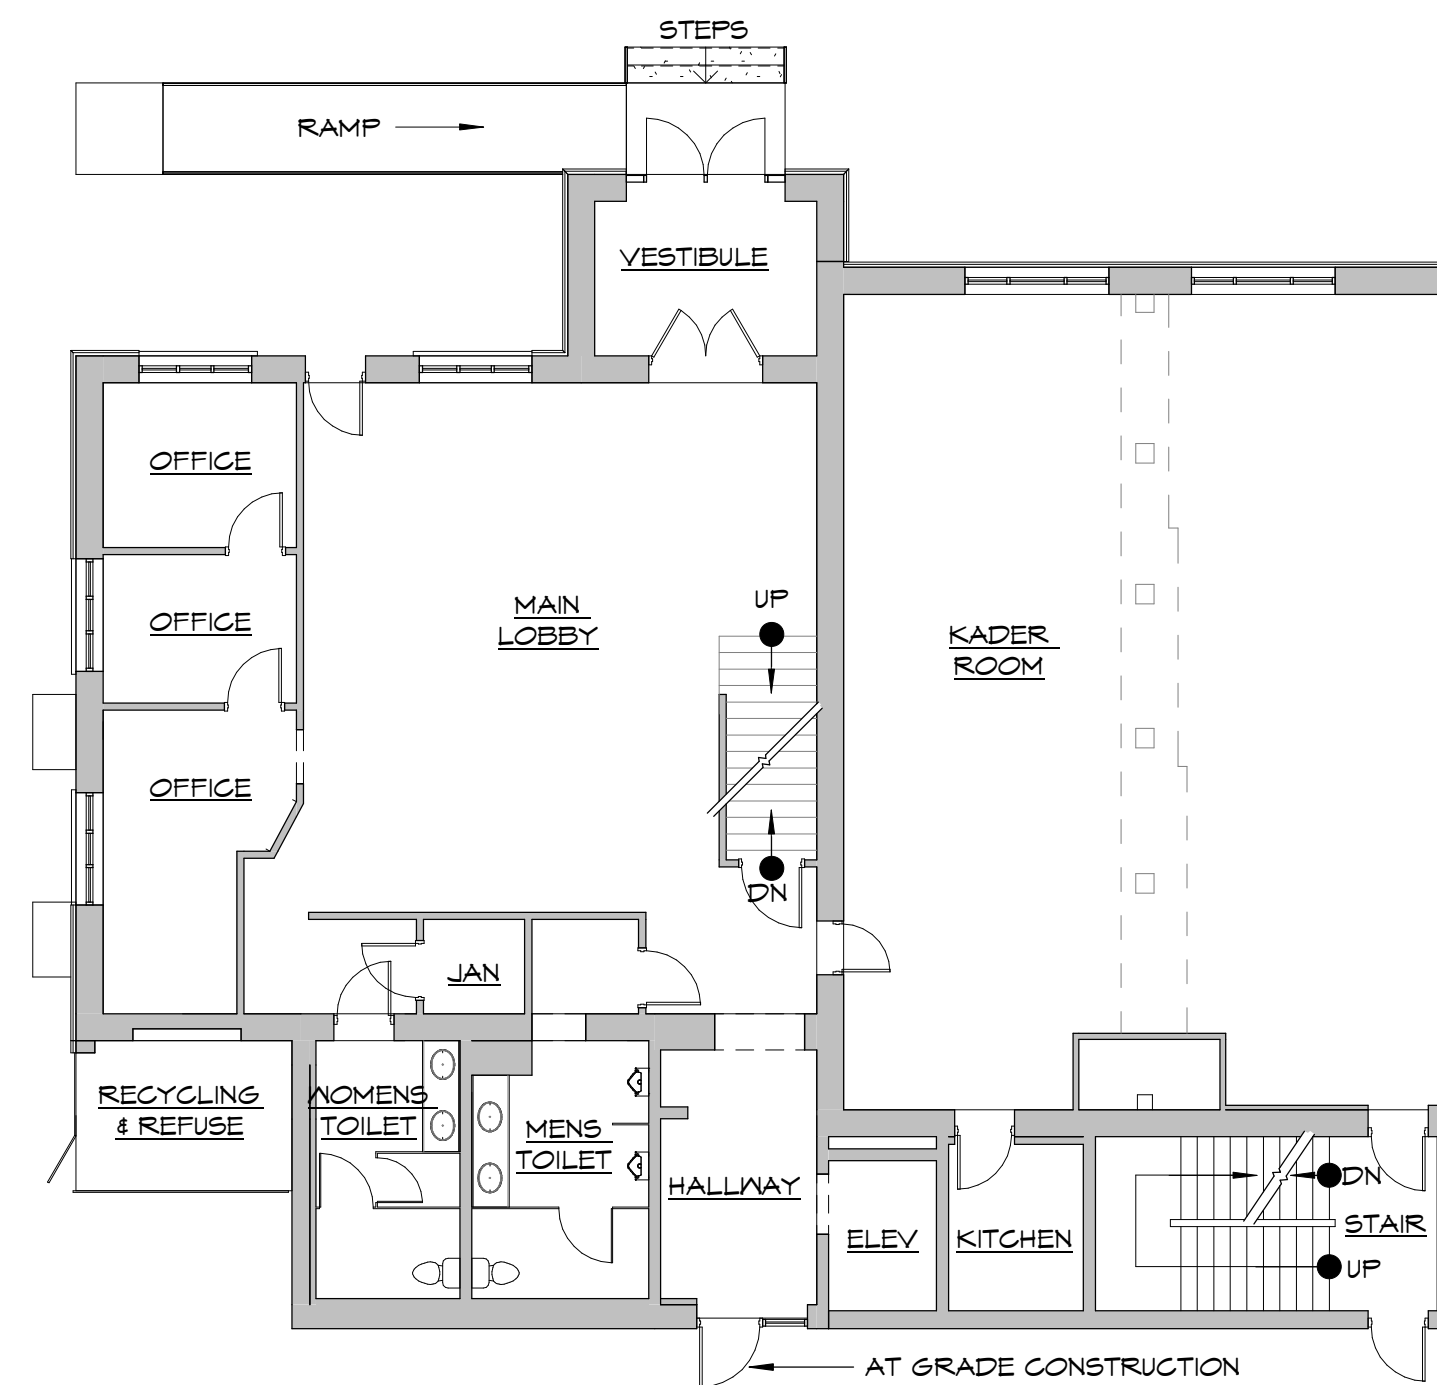 STEPS
RAMP
VESTIBULE
OFFICE
OFFICE
MAIN
LOBBY
UP
KADER
ROOM
OFFICE
DN
JAN
RECYCLING
& REFUSE
WOMENS
TOILET
MENS
TOILET
HALLWAY
ELEV
KITCHEN
DN
STAIR
UP
AT GRADE CONSTRUCTION